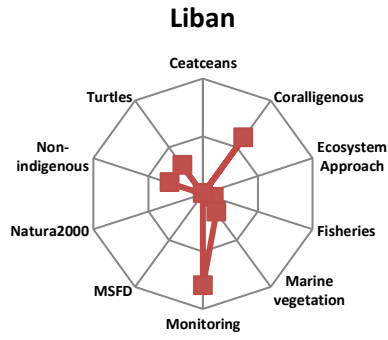 Liban
Ceatceans
Coralligenous
Ecosystem
Approach
Fisheries
Marine
vegetation
Monitoring
MSFD
Natura2000
Non-
indigenous
Turtles